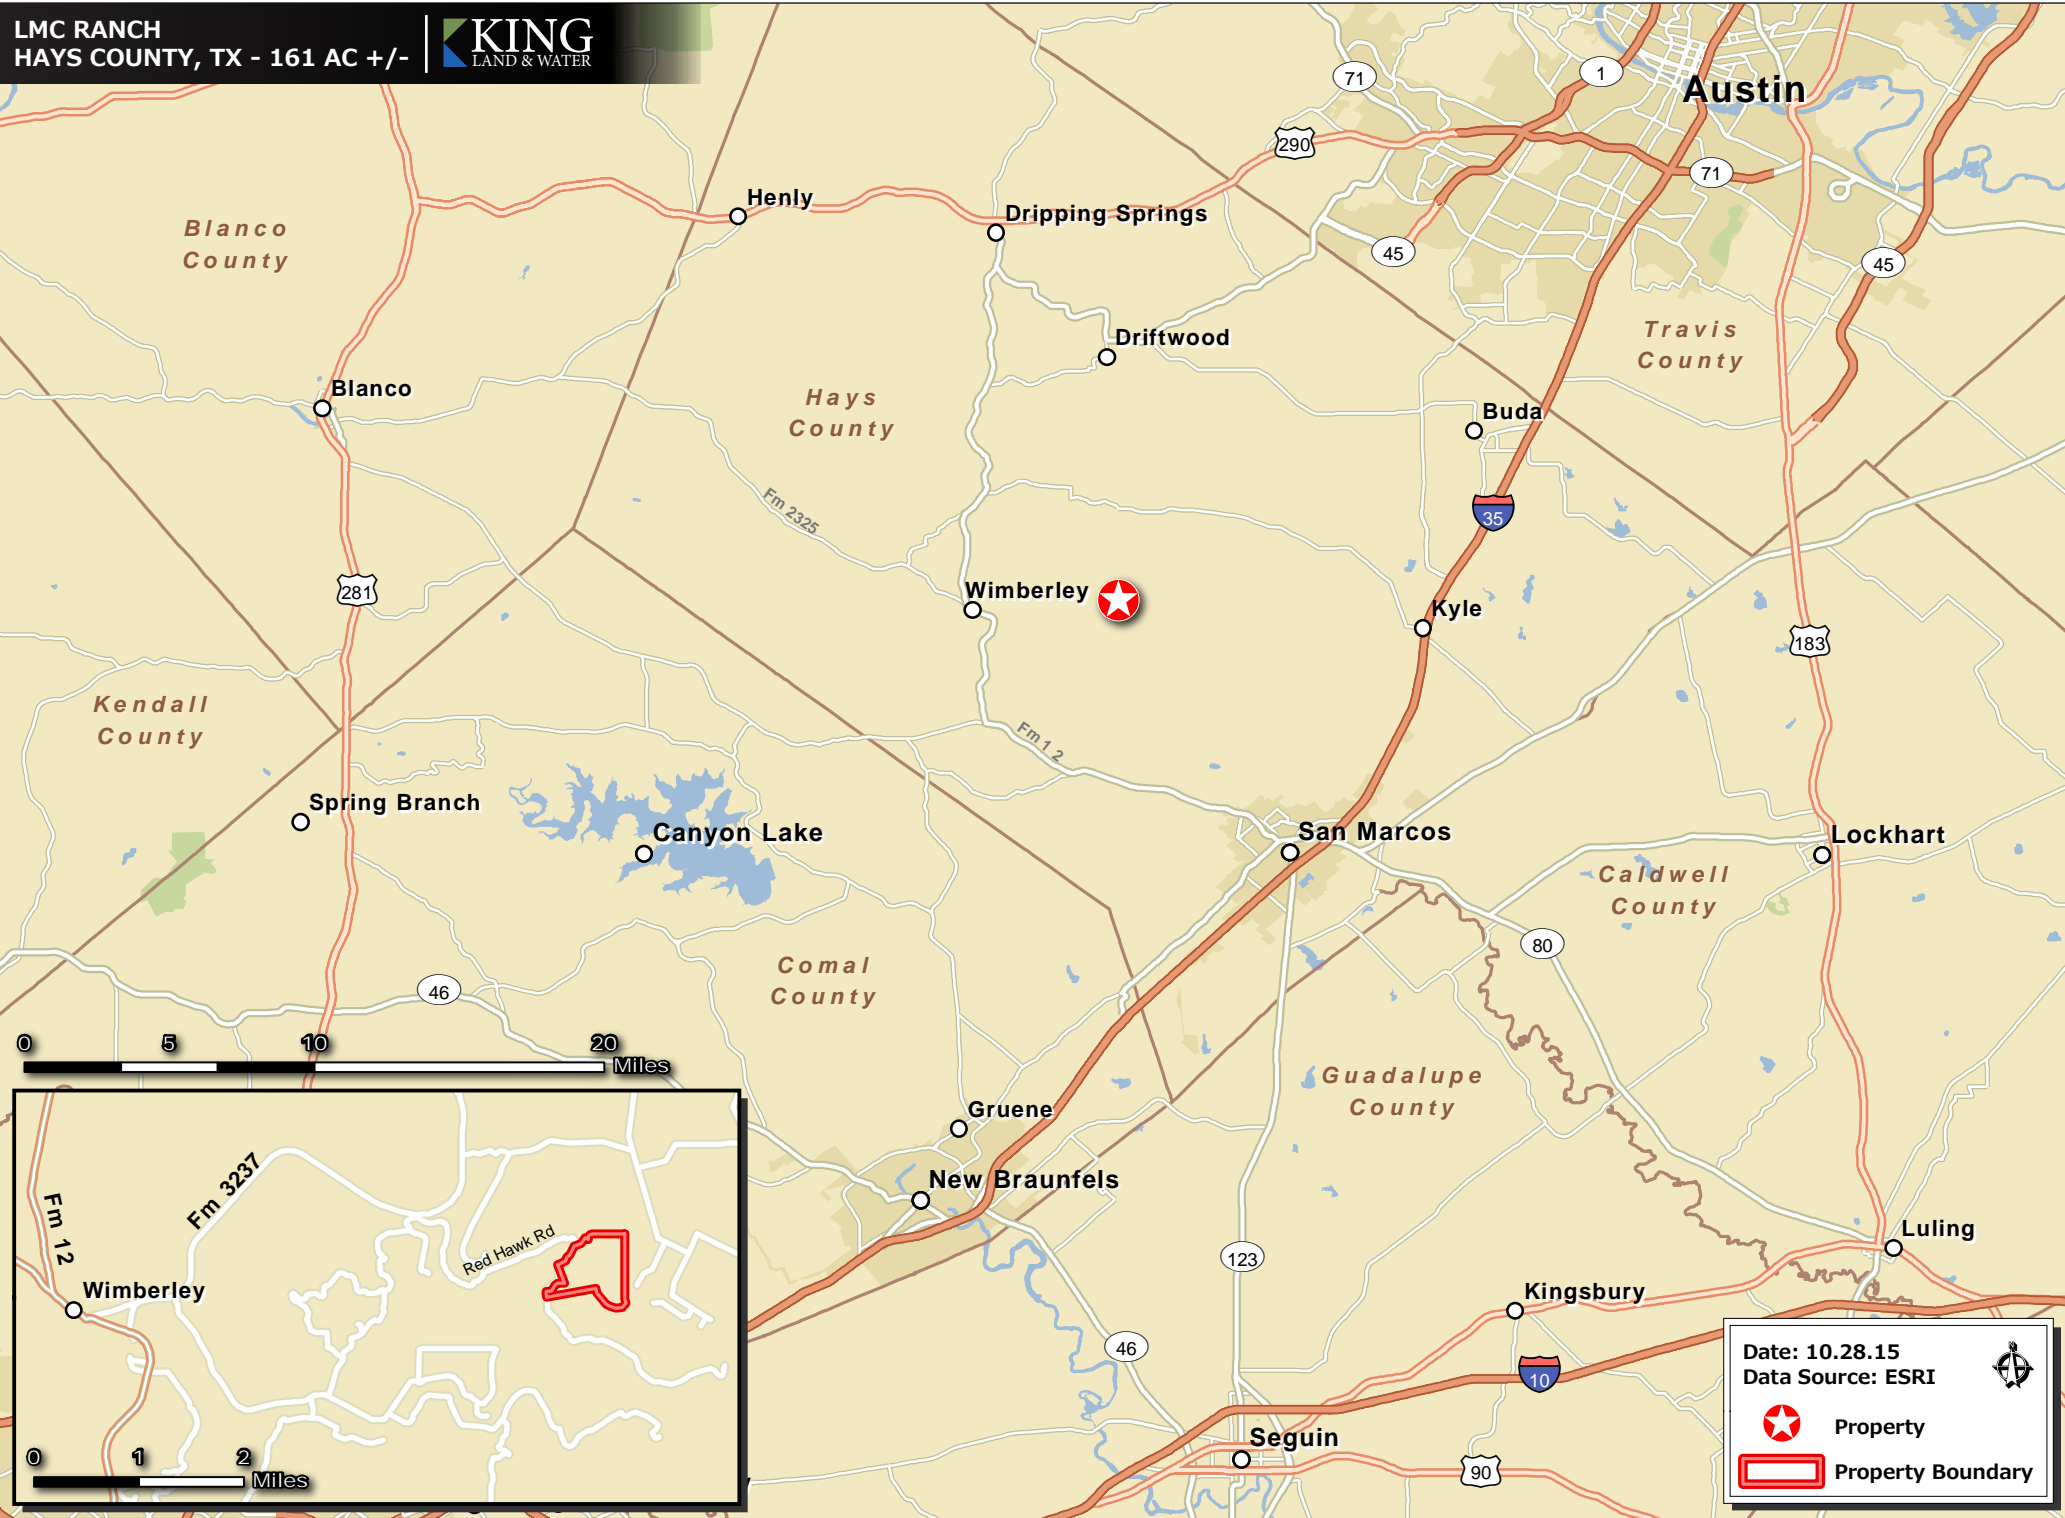 LMC RANCH
HAYS COUNTY, TX - 161 AC +/-
KING
LAND & WATER
71
1
Austin
290
71
Henly
Dripping Springs
Blanco
County
45
45
Driftwood
Travis
County
Blanco
Hays
County
Buda
Fm 2325
35
281
Wimberley
Kyle
183
Kendall
County
Fm 1 2
Spring Branch
Canyon Lake
San Marcos
Lockhart
Caldwell
County
80
Comal
County
46
0 5 10 20
Miles
Guadalupe
County
Gruene
New Braunfels
Fm 3237
Fm 12
Red Hawk Rd
Wimberley
0 1 2
Miles
123
Luling
Kingsbury
46
10
Seguin
90
Date: 10.28.15
Data Source: ESRI
Property
Property Boundary